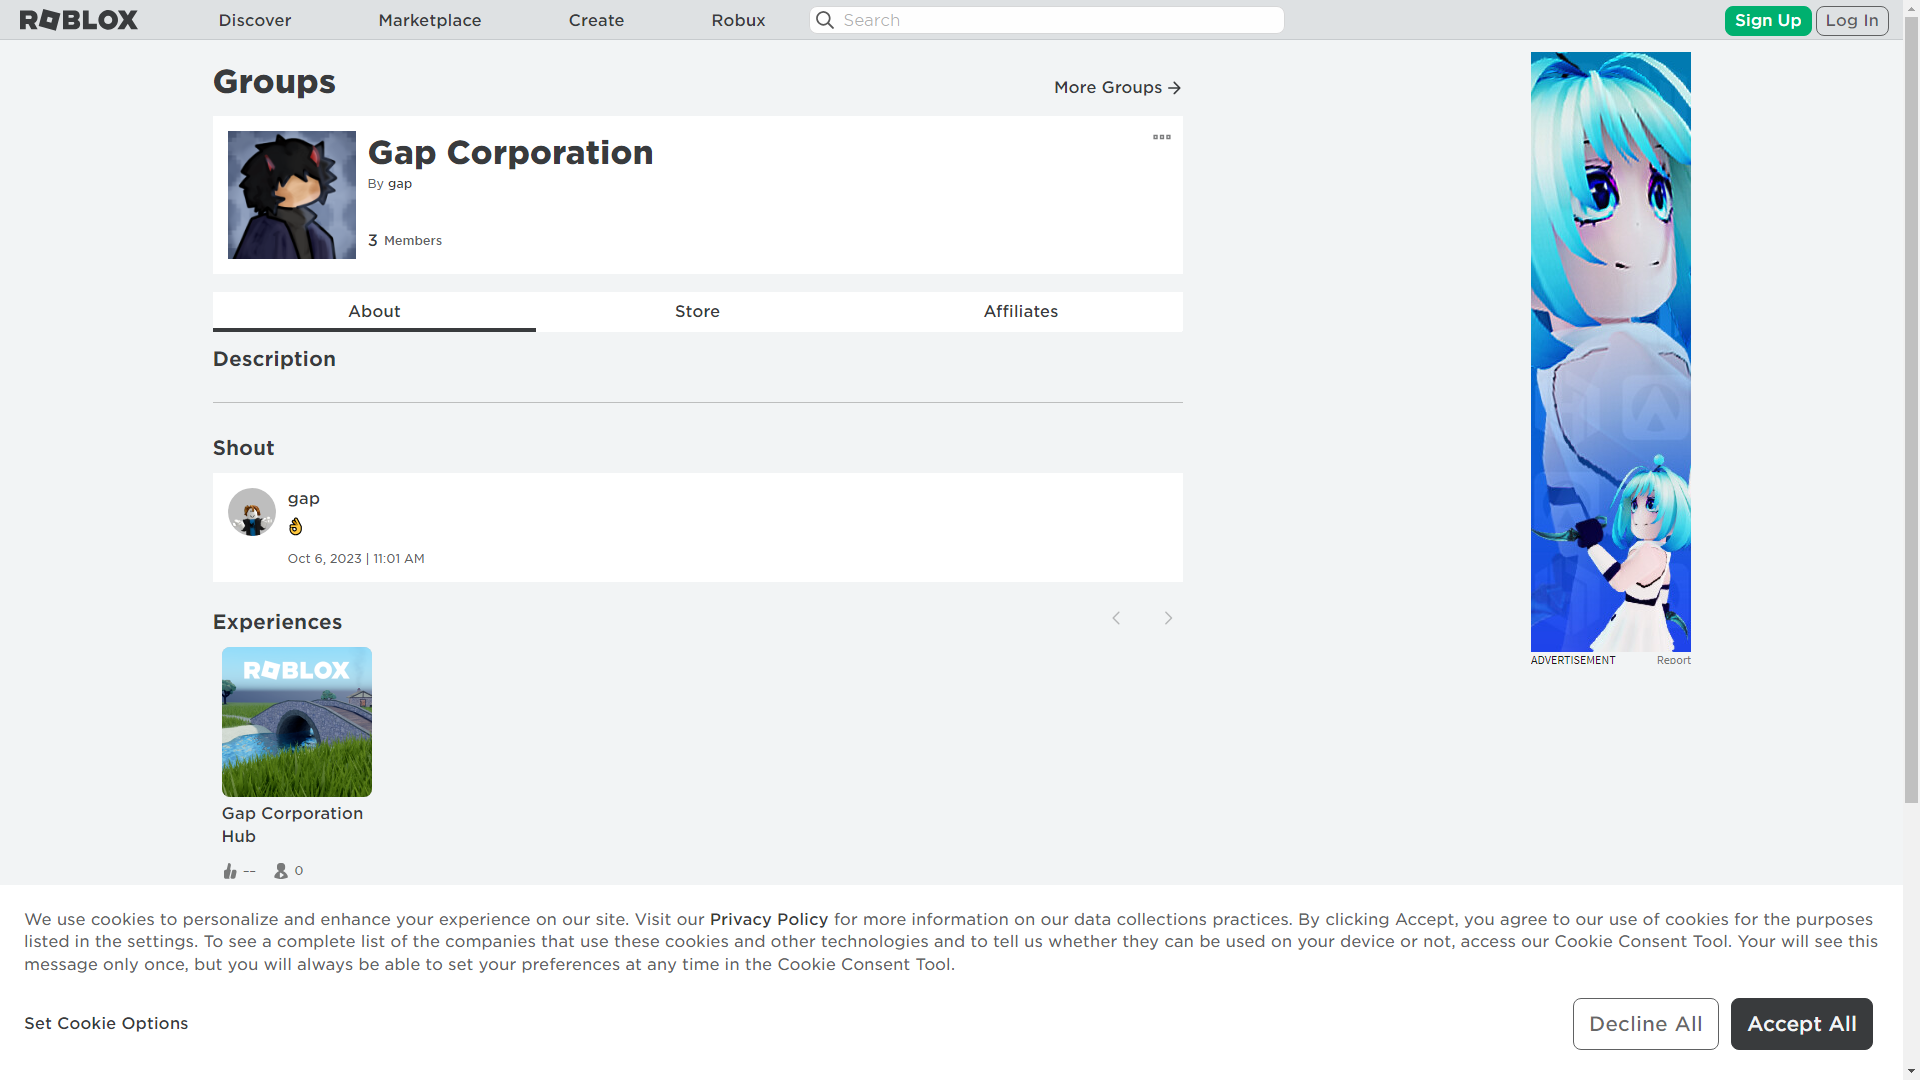 ROBLOX
Discover
Marketplace
Create
Robux
Search
Sign Up
Log In
Groups
More Groups
Gap Corporation
By gap
3 Members
About
Store
Affiliates
Description
Shout
gap
👌
Oct 6, 2023 | 11:01 AM
Experiences
ROBLOX
Gap Corporation
Hub
--
0
ADVERTISEMENT
Report
We use cookies to personalize and enhance your experience on our site. Visit our Privacy Policy for more information on our data collections practices. By clicking Accept, you agree to our use of cookies for the purposes
listed in the settings. To see a complete list of the companies that use these cookies and other technologies and to tell us whether they can be used on your device or not, access our Cookie Consent Tool. Your will see this
message only once, but you will always be able to set your preferences at any time in the Cookie Consent Tool.
Set Cookie Options
Decline All
Accept All